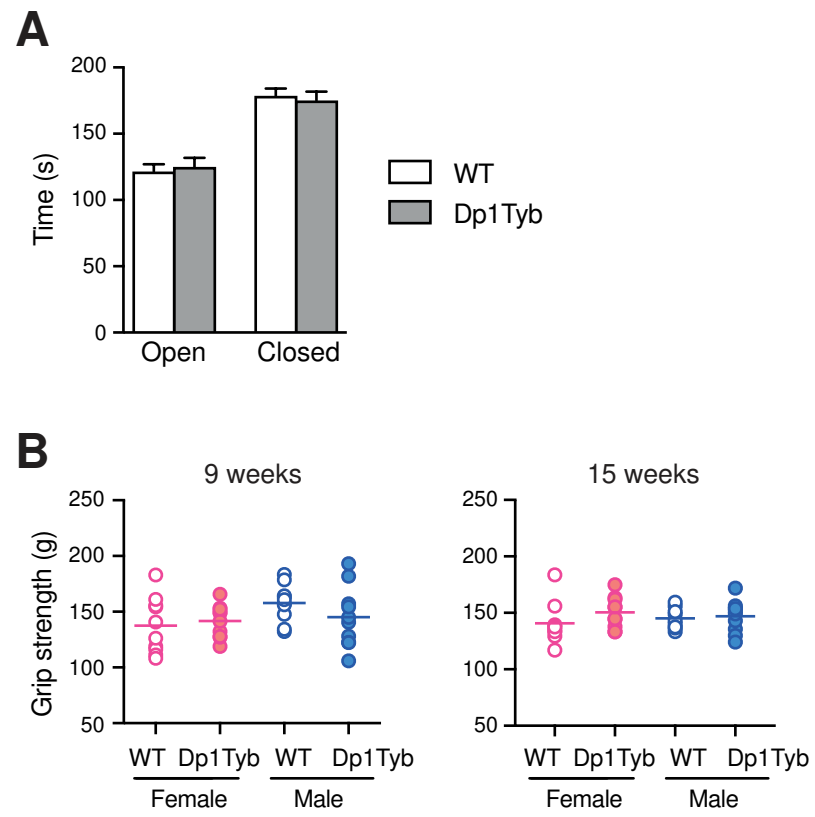 A
200
150
100
50
0
Time (s)
Open Closed
WT
Dp1Tyb
B
9 weeks
250
200
150
100
50
Grip strength (g)
WT Dp1Tyb WT Dp1Tyb
Female Male
15 weeks
250
200
150
100
50
WT Dp1Tyb WT Dp1Tyb
Female Male